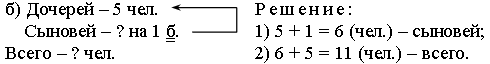 б) Дочерей – 5 чел.
Сыновей – ? на 1 б.
Всего – ? чел.
Решение:
1) 5 + 1 = 6 (чел.) – сыновей;
2) 6 + 5 = 11 (чел.) – всего.